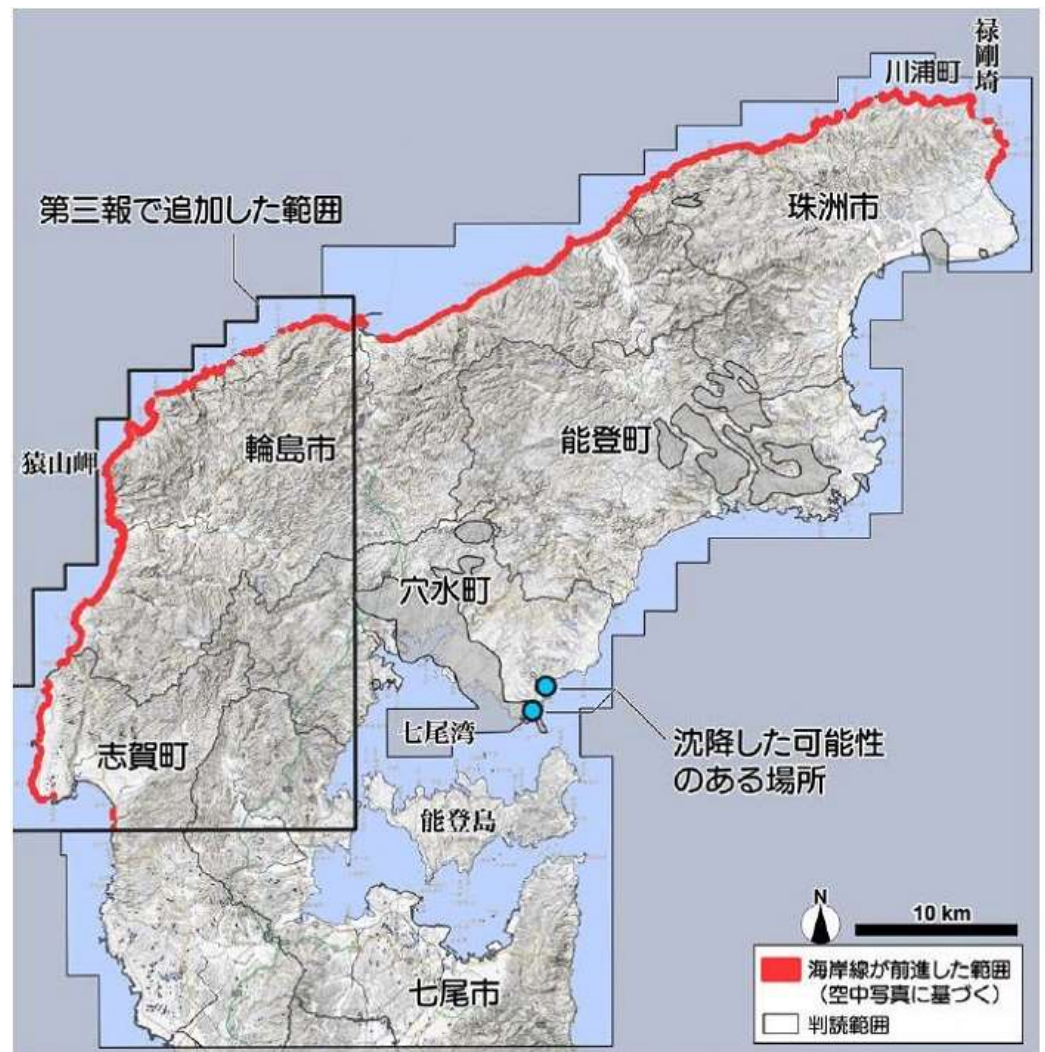 禄剛埼
川浦町
第三報で追加した範囲
珠洲市
猿山岬
輪島市
能登町
穴水町
七尾湾
沈降した可能性
のある場所
志賀町
能登島
七尾市
N
10 km
海岸線が前進した範囲
(空中写真に基づく)
判読範囲